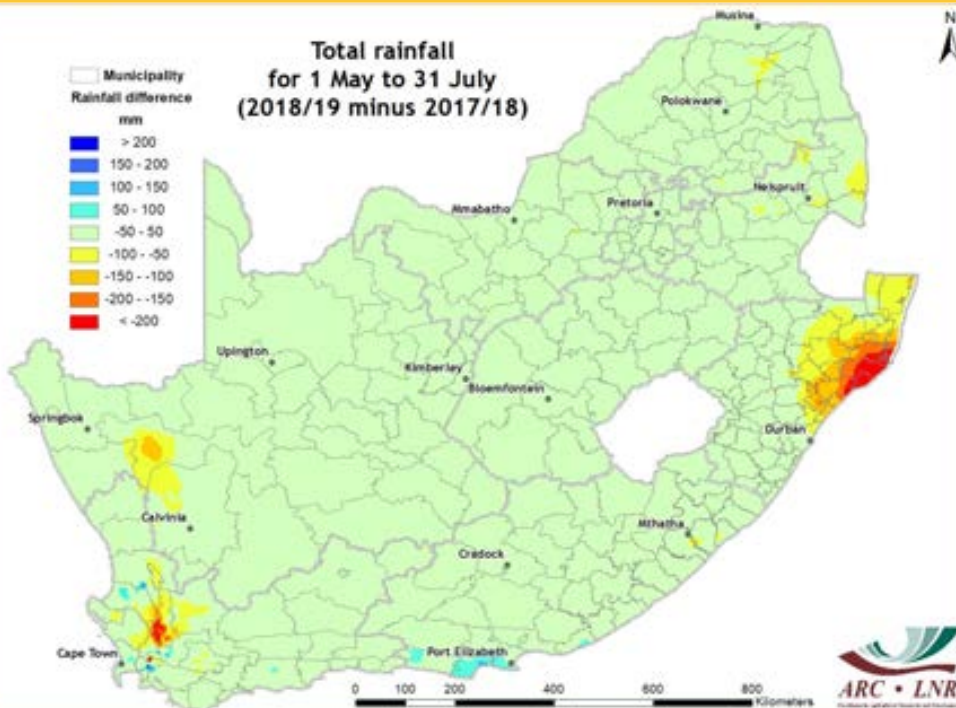 Total rainfall
for 1 May to 31 July
(2018/19 minus 2017/18)
N
Municipality
Rainfall difference
mm
> 200
150 - 200
100 - 150
50 - 100
-50 - 50
-100 - -50
-150 - -100
-200 - -150
< -200
Musina
Polokwane
Nelspruit
Pretoria
Mmabatho
Upington
Kimberley
Bloemfontein
Springbok
Durban
Calvinia
Mthatha
Cradock
Cape Town
Port Elizabeth
0 100 200 400 600 800
Kilometers
ARC • LNR